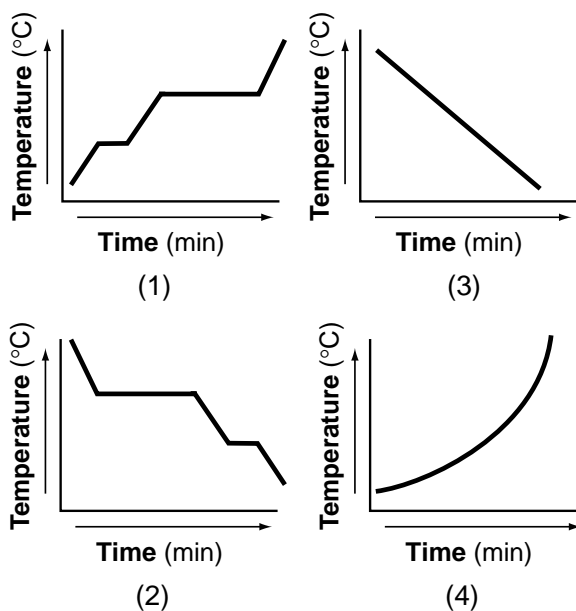 Temperature (°C)
Time (min)
(1)
Temperature (°C)
Time (min)
(3)
Temperature (°C)
Time (min)
(2)
Temperature (°C)
Time (min)
(4)